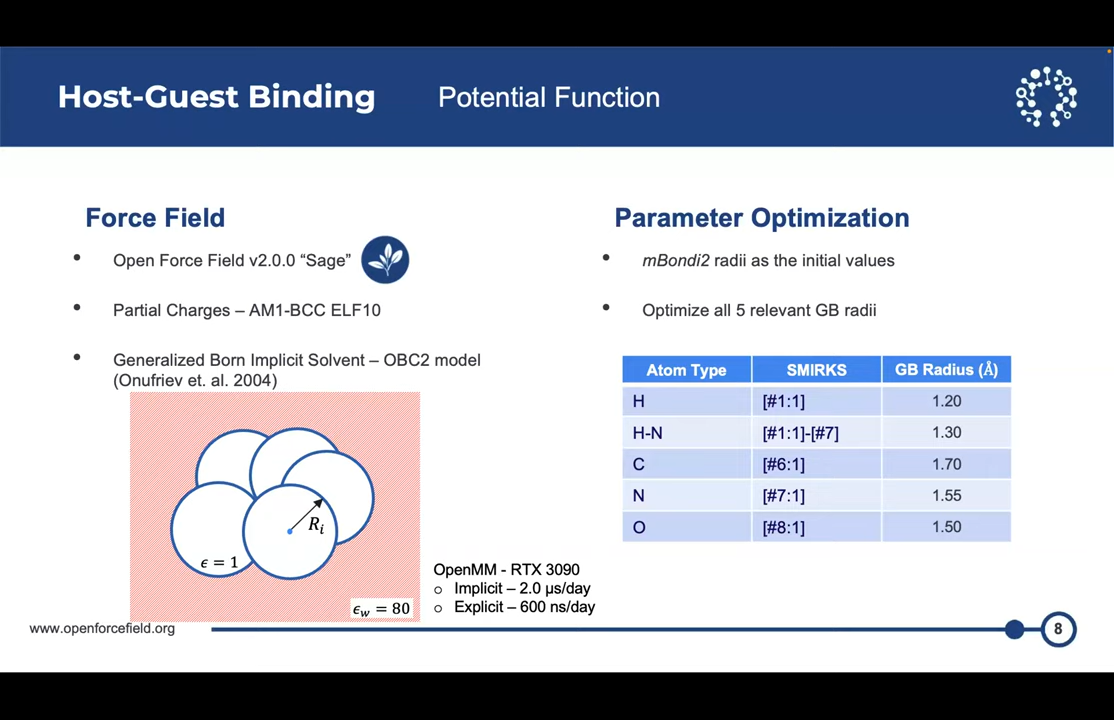 Host-Guest Binding Potential Function
Force Field
• Open Force Field v2.0.0 “Sage”
• Partial Charges – AM1-BCC ELF10
• Generalized Born Implicit Solvent – OBC2 model
(Onufriev et. al. 2004)
R_i
ϵ = 1
ϵ_w = 80
OpenMM - RTX 3090
○ Implicit – 2.0 μs/day
○ Explicit – 600 ns/day
Parameter Optimization
• mBondi2 radii as the initial values
• Optimize all 5 relevant GB radii
Atom Type SMIRKS GB Radius (Å)
H [#1:1] 1.20
H-N [#1:1]-[#7] 1.30
C [#6:1] 1.70
N [#7:1] 1.55
O [#8:1] 1.50
www.openforcefield.org
8